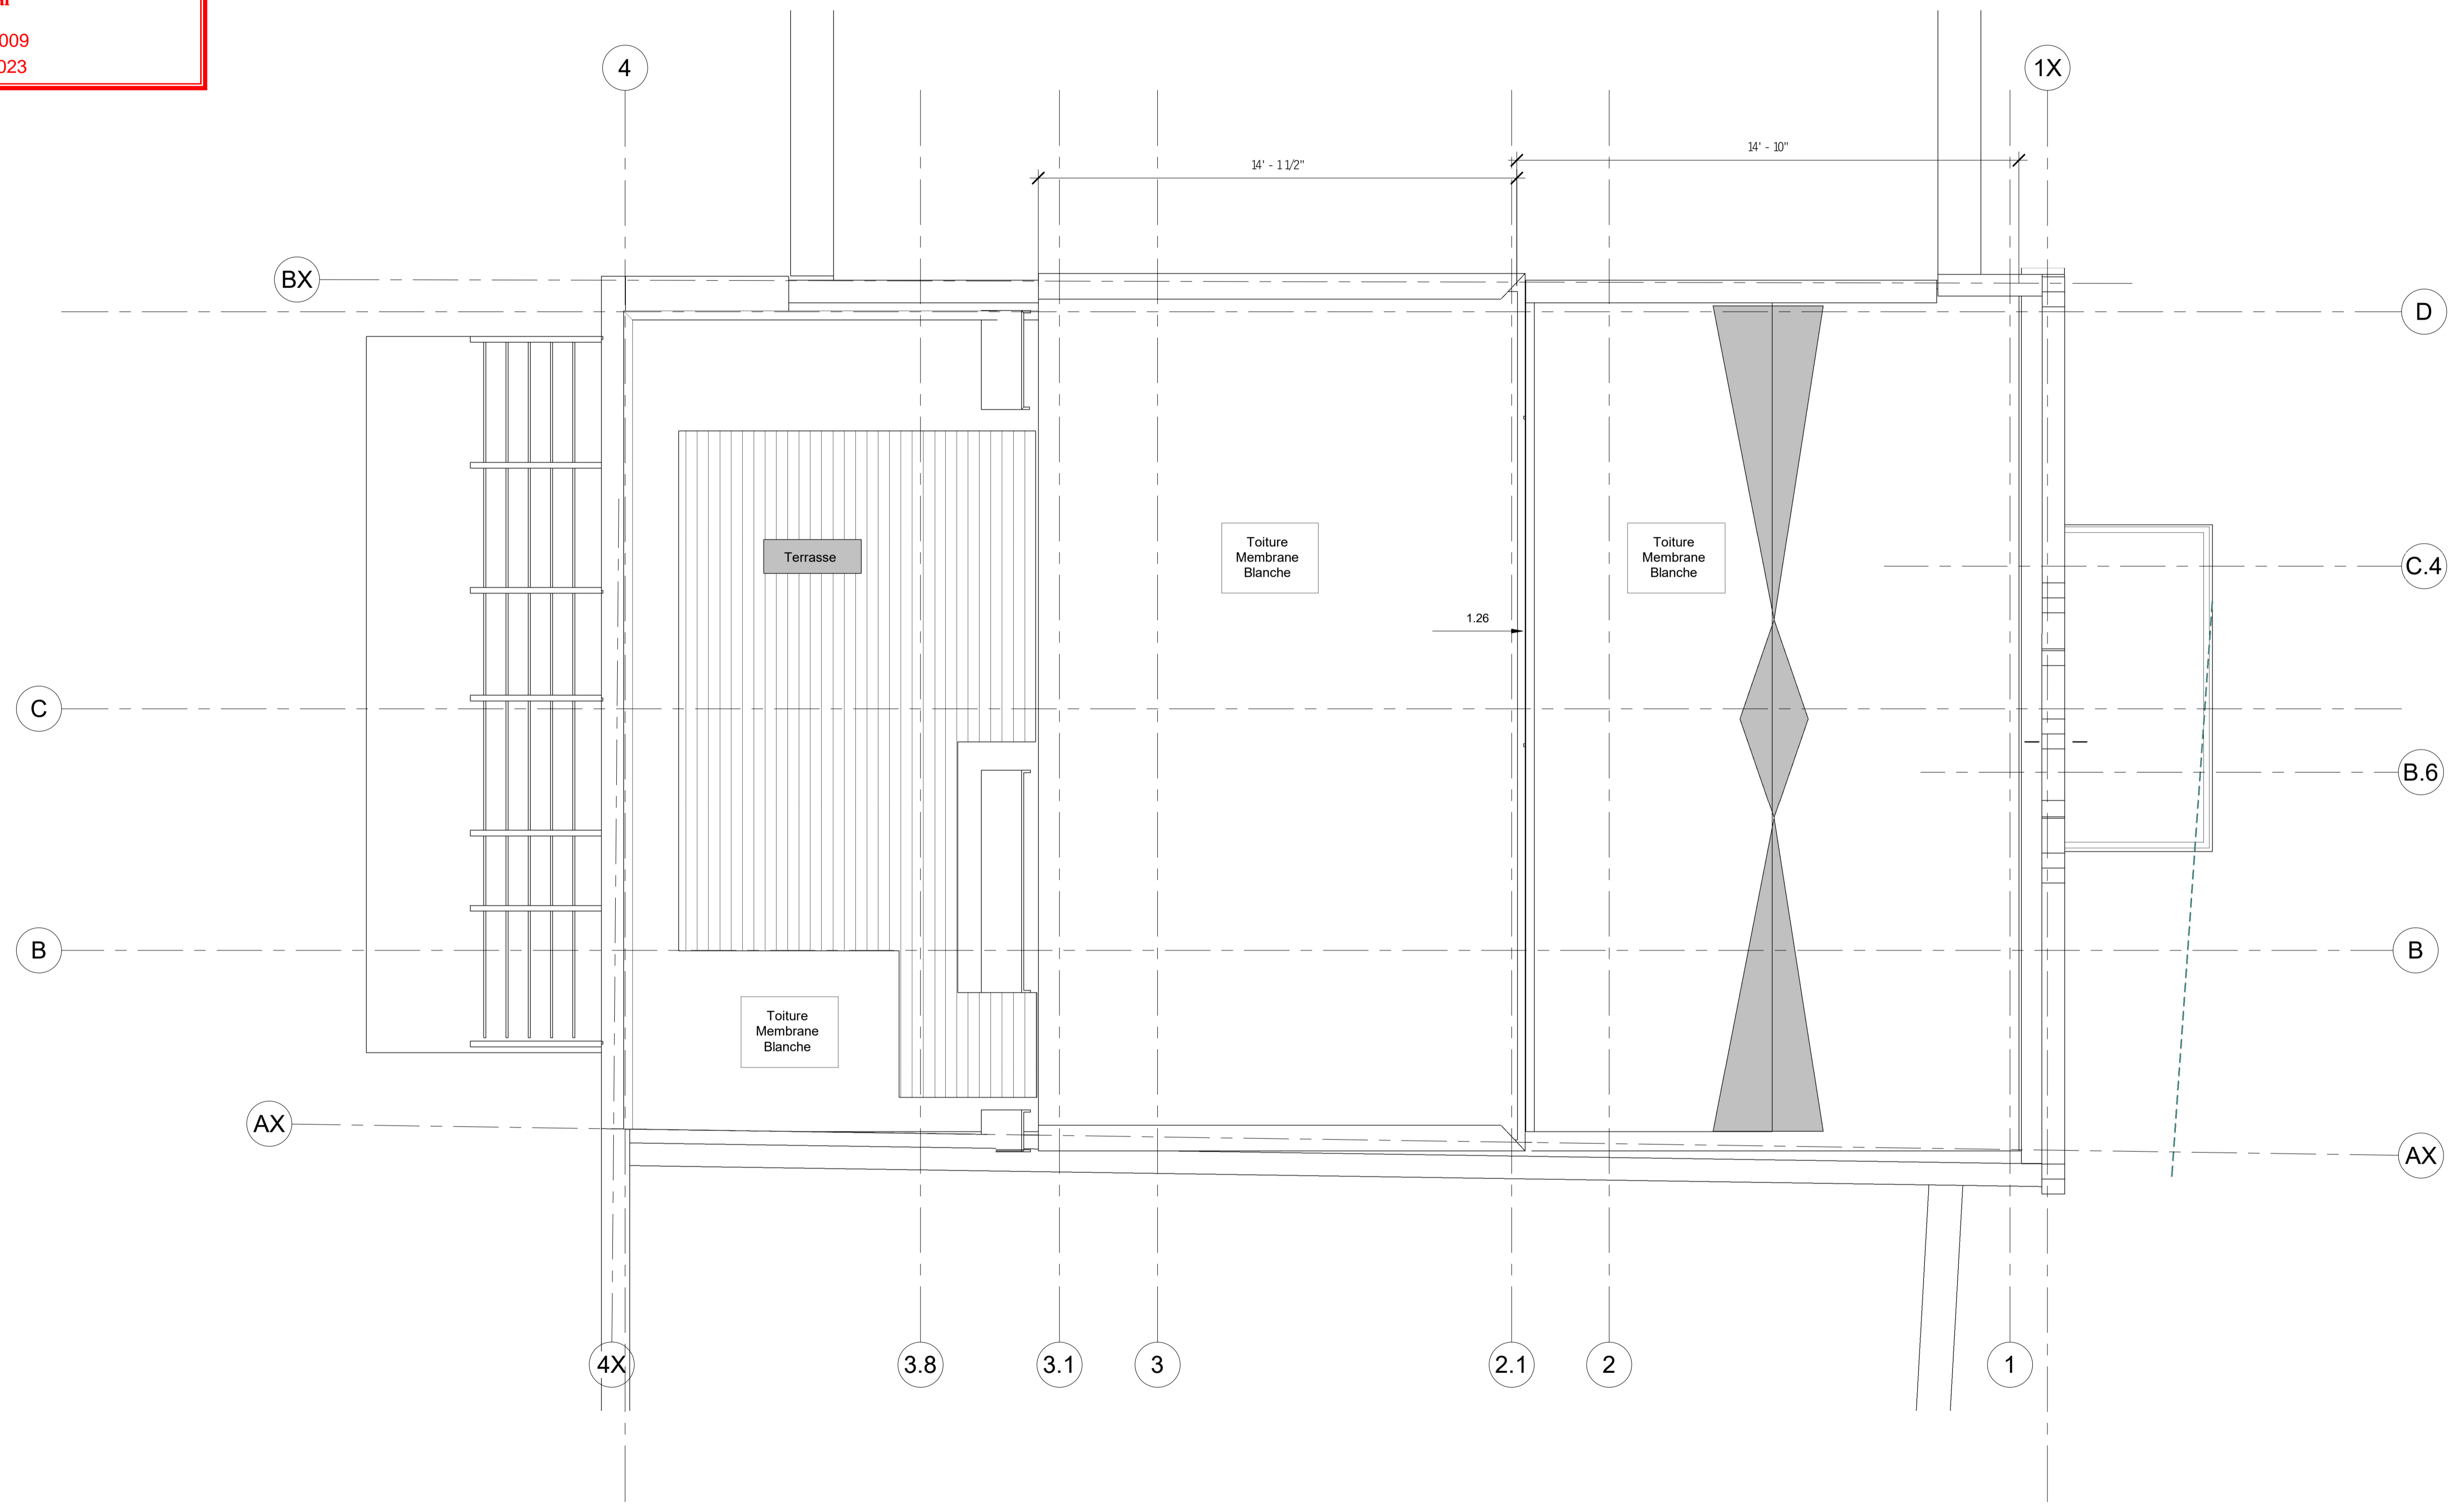 009
023
4
1X
14' - 10"
14' - 1 1/2"
BX
D
Terrasse
Toiture
Membrane
Blanche
Toiture
Membrane
Blanche
C.4
1.26
C
B.6
B
B
Toiture
Membrane
Blanche
AX
AX
4X
3.8
3.1
3
2.1
2
1